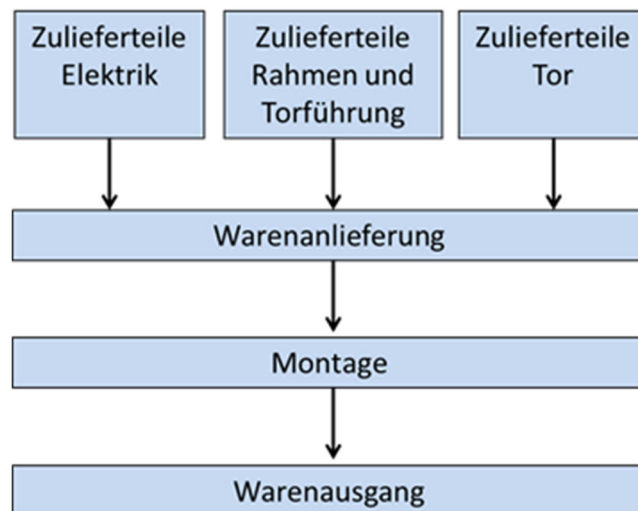 Zulieferteile
Elektrik
Zulieferteile
Rahmen und
Torführung
Zulieferteile
Tor
Warenanlieferung
Montage
Warenausgang